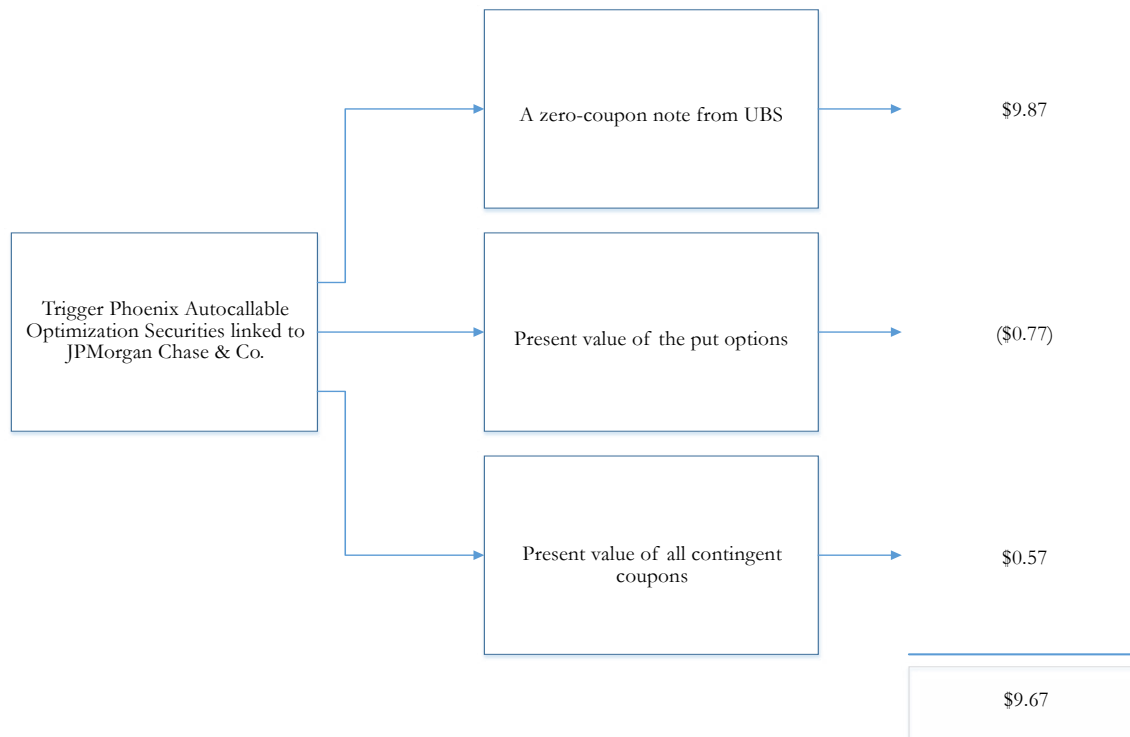 A zero-coupon note from UBS
$9.87
Trigger Phoenix Autocallable
Optimization Securities linked to
JPMorgan Chase & Co.
Present value of the put options
($0.77)
Present value of all contingent
coupons
$0.57
$9.67